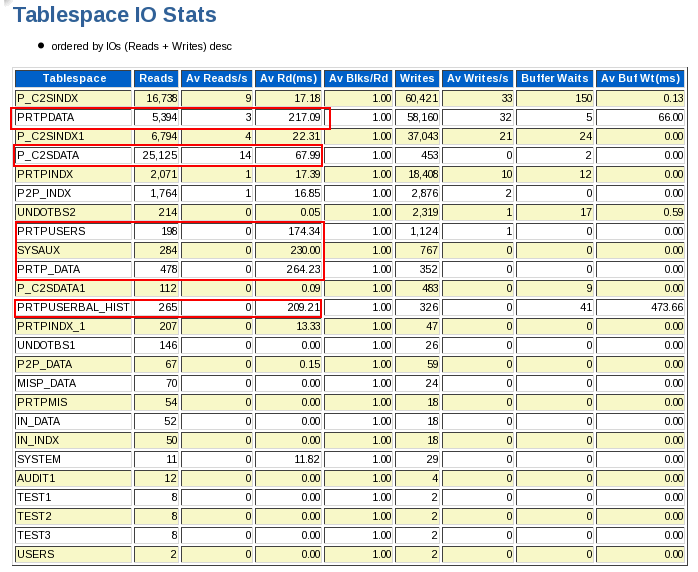 Tablespace IO Stats
ordered by IOs (Reads + Writes) desc
Tablespace Reads Av Reads/s Av Rd(ms) Av Blks/Rd Writes Av Writes/s Buffer Waits Av Buf Wt(ms)
P_C2SINDX 16,738 9 17.18 1.00 60,421 33 150 0.13
PRTPDATA 5,394 3 217.09 1.00 58,160 32 5 66.00
P_C2SINDX1 6,794 4 22.31 1.00 37,043 21 24 0.00
P_C2SDATA 25,125 14 67.99 1.00 453 0 2 0.00
PRTPINDX 2,071 1 17.39 1.00 18,408 10 12 0.00
P2P_INDX 1,764 1 16.85 1.00 2,876 2 0 0.00
UNDOTBS2 214 0 0.05 1.00 2,319 1 17 0.59
PRTPUSERS 198 0 174.34 1.00 1,124 1 0 0.00
SYSAUX 284 0 230.00 1.00 767 0 0 0.00
PRTP_DATA 478 0 264.23 1.00 352 0 0 0.00
P_C2SDATA1 112 0 0.09 1.00 483 0 9 0.00
PRTPUSERBAL_HIST 265 0 209.21 1.00 326 0 41 473.66
PRTPINDX_1 207 0 13.33 1.00 47 0 0 0.00
UNDOTBS1 146 0 0.00 1.00 26 0 0 0.00
P2P_DATA 67 0 0.15 1.00 59 0 0 0.00
MISP_DATA 70 0 0.00 1.00 24 0 0 0.00
PRTPMIS 54 0 0.00 1.00 18 0 0 0.00
IN_DATA 52 0 0.00 1.00 18 0 0 0.00
IN_INDX 50 0 0.00 1.00 18 0 0 0.00
SYSTEM 11 0 11.82 1.00 29 0 0 0.00
AUDIT1 12 0 0.00 1.00 4 0 0 0.00
TEST1 8 0 0.00 1.00 2 0 0 0.00
TEST2 8 0 0.00 1.00 2 0 0 0.00
TEST3 8 0 0.00 1.00 2 0 0 0.00
USERS 2 0 0.00 1.00 2 0 0 0.00